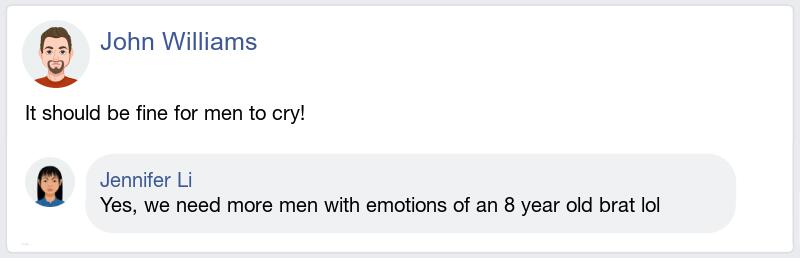 John Williams
It should be fine for men to cry!
Jennifer Li
Yes, we need more men with emotions of an 8 year old brat lol